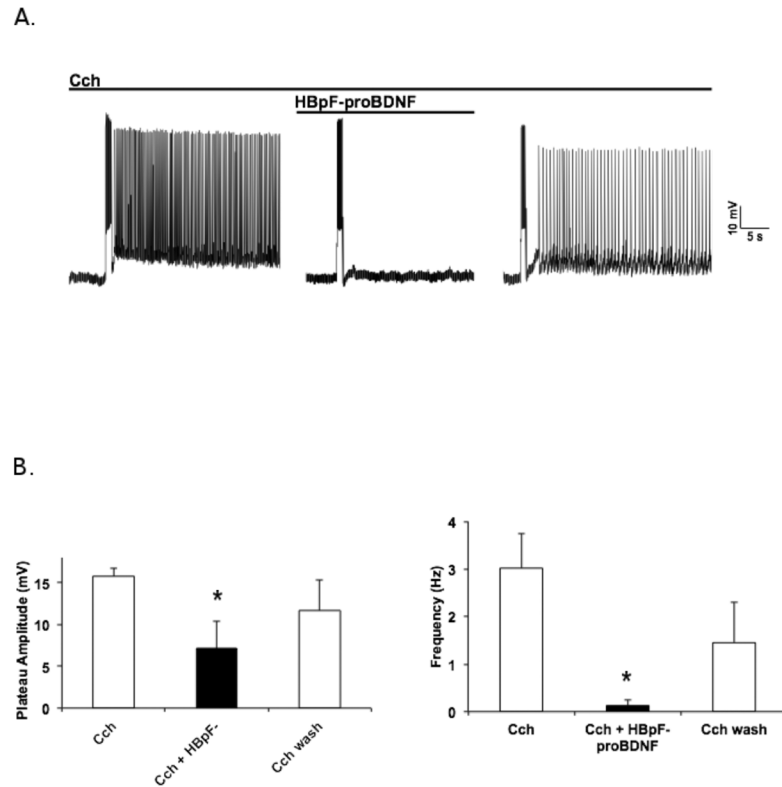 A.
Cch
HBpF-proBDNF
10 mV
5 s
B.
Plateau Amplitude (mV)
15
10
5
0
*
Cch
Cch + HBpF-
Cch wash
Frequency (Hz)
4
3
2
1
0
*
Cch
Cch + HBpF-
proBDNF
Cch wash